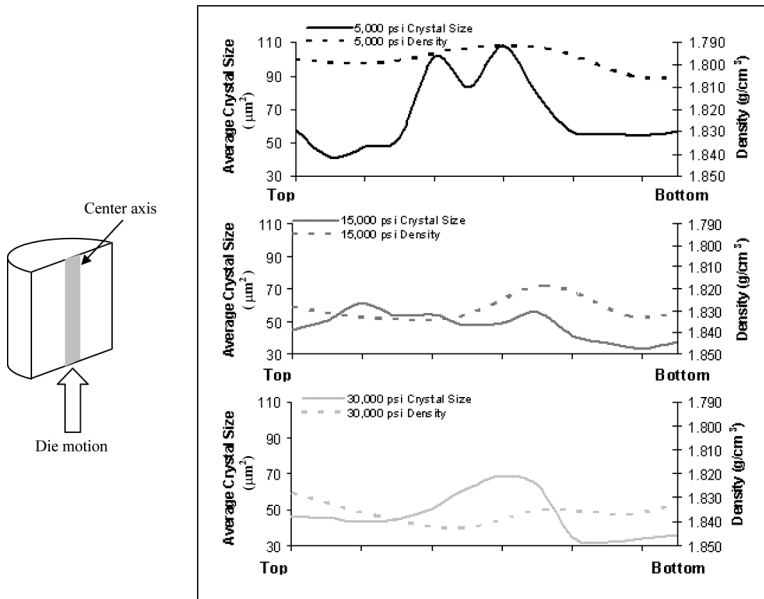 Center axis
Die motion
5,000 psi Crystal Size
5,000 psi Density
Average Crystal Size
( μm²)
110
90
70
50
30
1.790
1.800
1.810
1.820
1.830
1.840
1.850
Density (g/cm³)
Top
Bottom
15,000 psi Crystal Size
15,000 psi Density
Average Crystal Size
( μm²)
110
90
70
50
30
1.790
1.800
1.810
1.820
1.830
1.840
1.850
Density (g/cm³)
Top
Bottom
30,000 psi Crystal Size
30,000 psi Density
Average Crystal Size
( μm²)
110
90
70
50
30
1.790
1.800
1.810
1.820
1.830
1.840
1.850
Density (g/cm³)
Top
Bottom